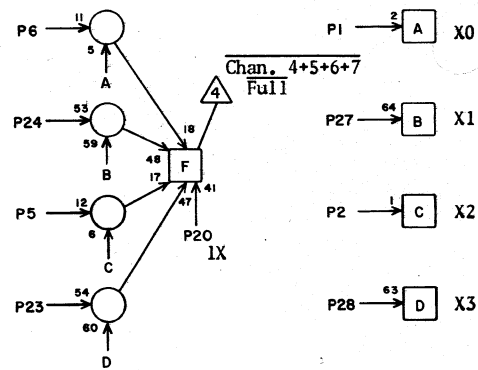 P6 11
5
A
4
Chan. 4+5+6+7
Full
P24 53
59
B
18
48
F
17
41
47
P20
1X
P5 12
6
C
P23 54
60
D
P1 2 A X0
P27 64 B X1
P2 1 C X2
P28 63 D X3